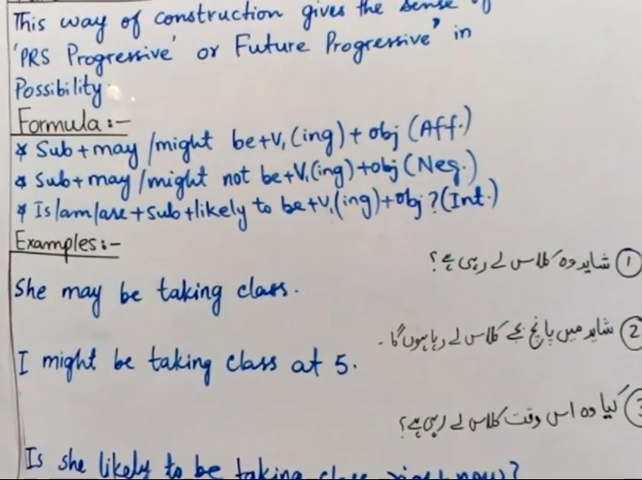 This way of construction gives the sense of
'PRS Progressive' or Future Progressive' in
Possibility.
Formula:-
* Sub + may/might be+V₁(ing) + obj (Aff.)
* Sub + may/might not be+V₁(ing)+obj(Neg.)
* Is/am/are + Sub + likely to be+V₁(ing)+obj?(Int.)
Examples:-
① شاید وہ کلاس لے رہی ہے؟
She may be taking class.
② شاید میں پانچ بجے کلاس لے رہا ہوں گا۔
I might be taking class at 5.
③ کیا وہ اس وقت کلاس لے رہی ہے؟
Is she likely to be taking class right now?